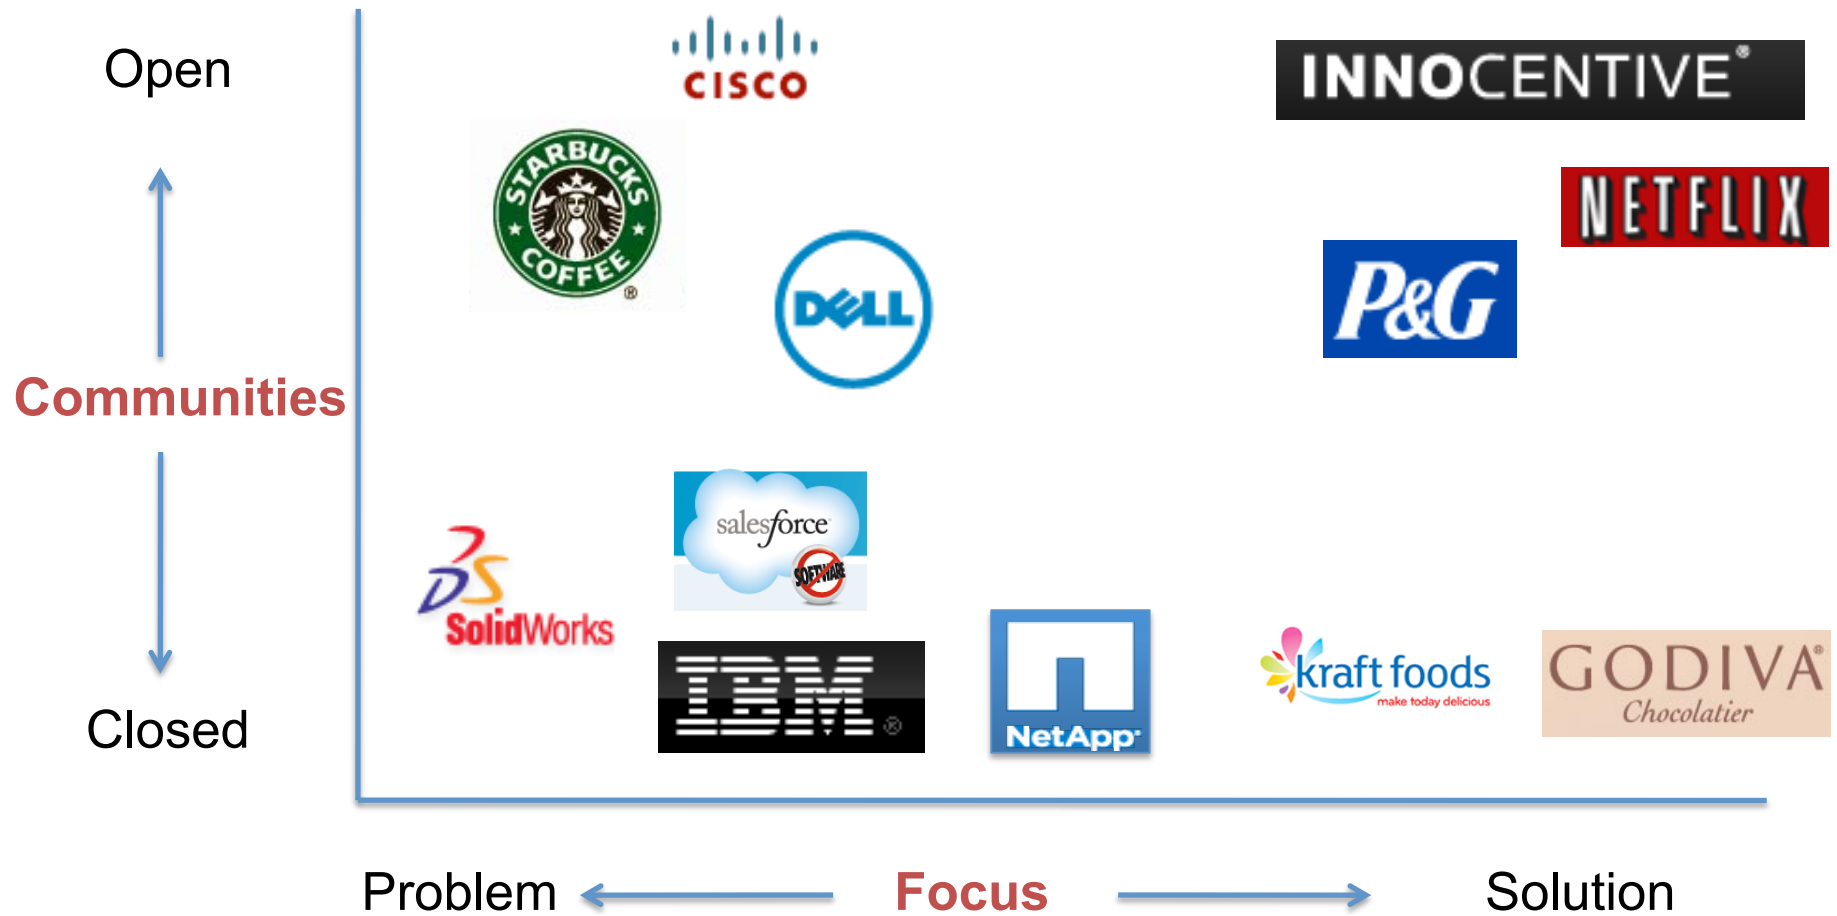 Open
CISCO
INNOCENTIVE®
STARBUCKS
COFFEE
®
NETFLIX
DELL
P&G
Communities
salesforce
SOFTWARE
DS
SolidWorks
IBM®
NetApp
kraft foods
make today delicious
GODIVA®
Chocolatier
Closed
Problem
Focus
Solution